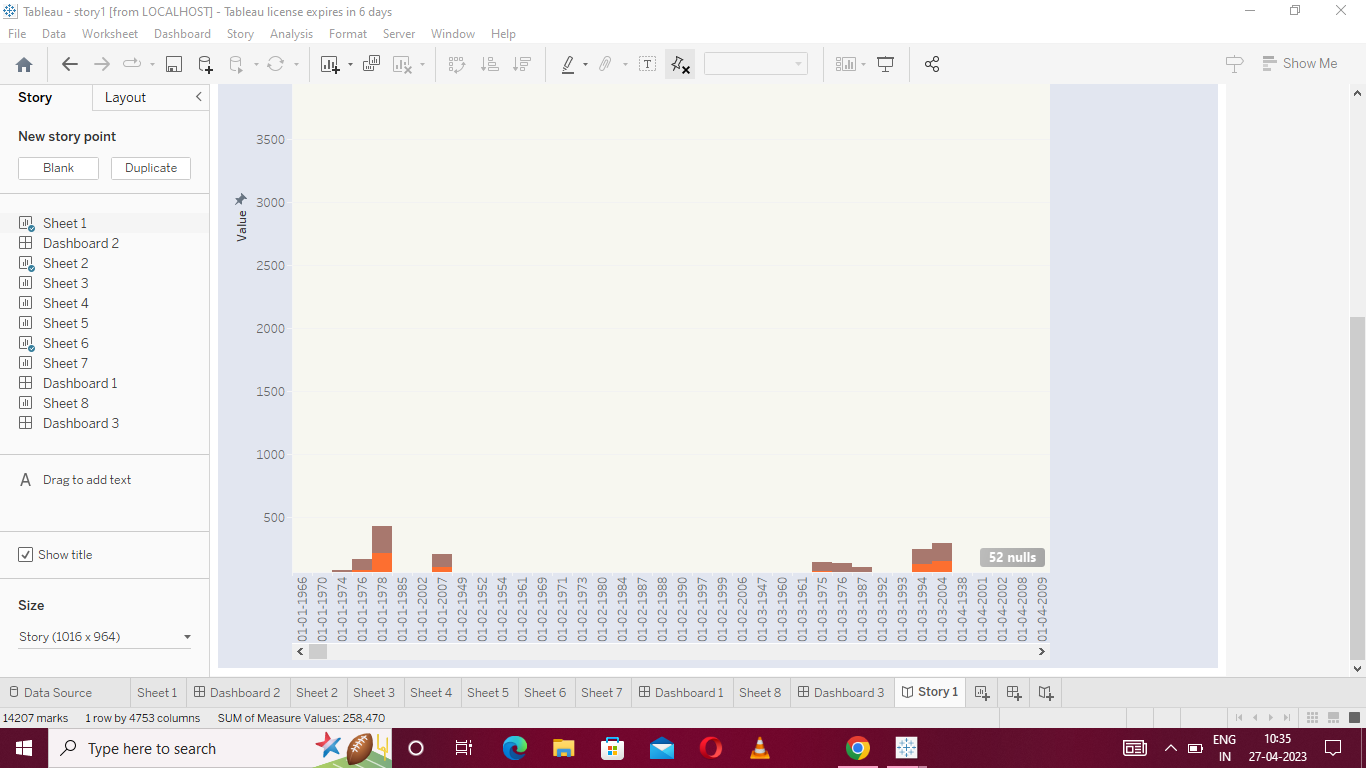 Tableau - story1 [from LOCALHOST] - Tableau license expires in 6 days
File Data Worksheet Dashboard Story Analysis Format Server Window Help
Show Me
Story Layout
New story point
Blank Duplicate
Sheet 1
Dashboard 2
Sheet 2
Sheet 3
Sheet 4
Sheet 5
Sheet 6
Sheet 7
Dashboard 1
Sheet 8
Dashboard 3
A Drag to add text
Show title
Size
Story (1016 x 964)
Value
3500
3000
2500
2000
1500
1000
500
52 nulls
01-01-1966
01-01-1970
01-01-1974
01-01-1976
01-01-1978
01-01-1985
01-01-2002
01-01-2007
01-02-1949
01-02-1952
01-02-1954
01-02-1961
01-02-1969
01-02-1971
01-02-1973
01-02-1980
01-02-1984
01-02-1987
01-02-1988
01-02-1990
01-02-1997
01-02-1999
01-02-2006
01-03-1947
01-03-1960
01-03-1961
01-03-1975
01-03-1976
01-03-1987
01-03-1992
01-03-1993
01-03-1994
01-03-2004
01-04-1938
01-04-2001
01-04-2002
01-04-2008
01-04-2009
Data Source Sheet 1 Dashboard 2 Sheet 2 Sheet 3 Sheet 4 Sheet 5 Sheet 6 Sheet 7 Dashboard 1 Sheet 8 Dashboard 3 Story 1
14207 marks 1 row by 4753 columns SUM of Measure Values: 258,470
Type here to search
ENG
IN
10:35
27-04-2023